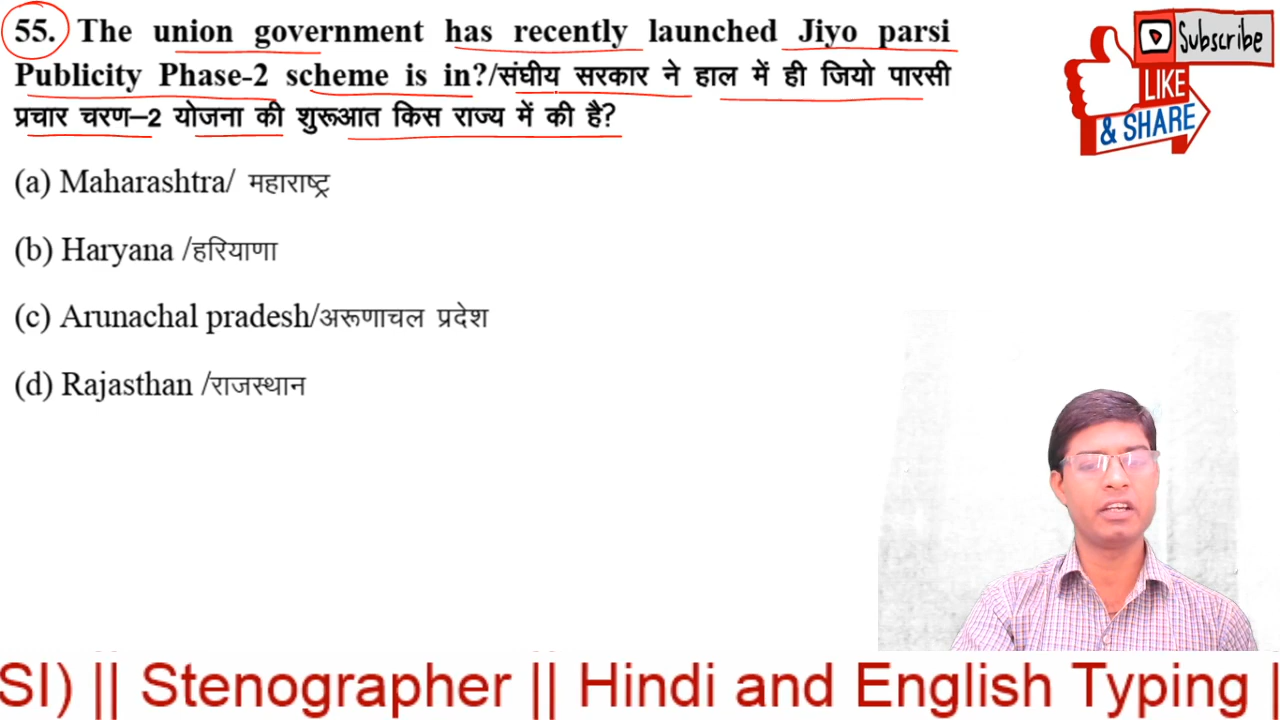 55. The union government has recently launched Jiyo parsi
Publicity Phase-2 scheme is in?/संघीय सरकार ने हाल में ही जियो पारसी
प्रचार चरण–2 योजना की शुरूआत किस राज्य में की है?
(a) Maharashtra/ महाराष्ट्र
(b) Haryana /हरियाणा
(c) Arunachal pradesh/अरूणाचल प्रदेश
(d) Rajasthan /राजस्थान
Subscribe
LIKE
& SHARE
SI) || Stenographer || Hindi and English Typing |